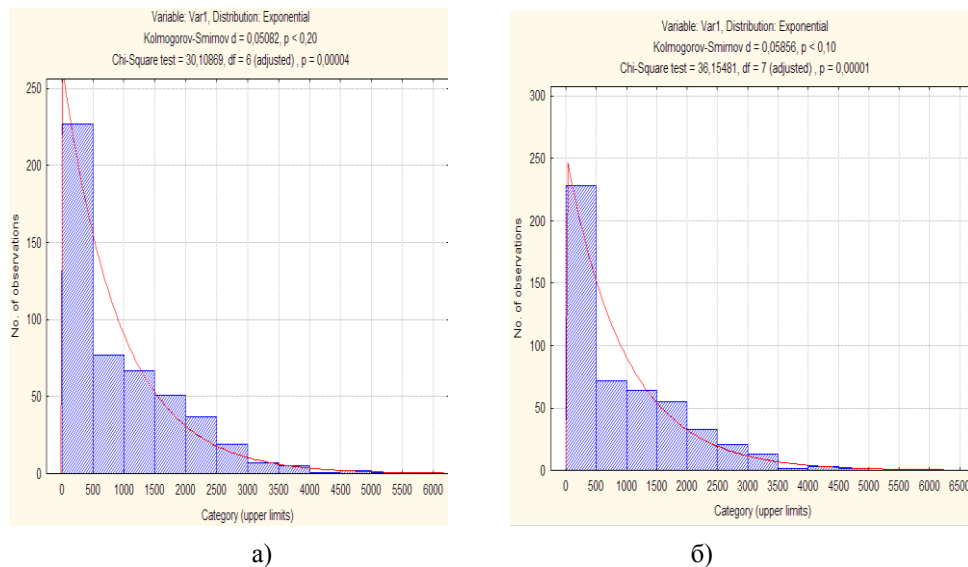 Variable: Var1, Distribution: Exponential
Kolmogorov-Smirnov d = 0,05082, p < 0,20
Chi-Square test = 30,10869, df = 6 (adjusted) , p = 0,00004
250
200
150
100
50
0
No. of observations
0 500 1000 1500 2000 2500 3000 3500 4000 4500 5000 5500 6000
Category (upper limits)
а)
Variable: Var1, Distribution: Exponential
Kolmogorov-Smirnov d = 0,05856, p < 0,10
Chi-Square test = 36,15481, df = 7 (adjusted) , p = 0,00001
300
250
200
150
100
50
0
No. of observations
0 500 1000 1500 2000 2500 3000 3500 4000 4500 5000 5500 6000 6500
Category (upper limits)
б)